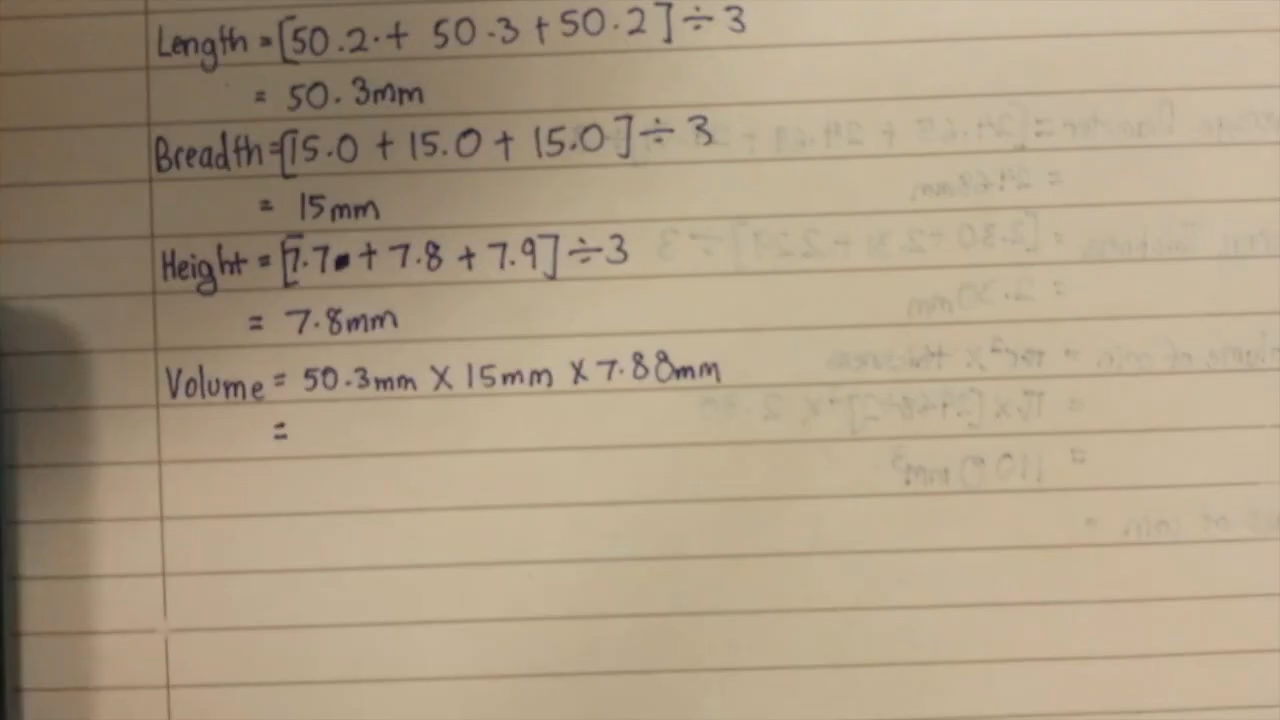 Length = [50.2 + 50.3 + 50.2] ÷ 3
= 50.3mm
Breadth = [15.0 + 15.0 + 15.0] ÷ 3
= 15mm
Height = [7.7 + 7.8 + 7.9] ÷ 3
= 7.8mm
Volume = 50.3mm X 15mm X 7.88mm
=